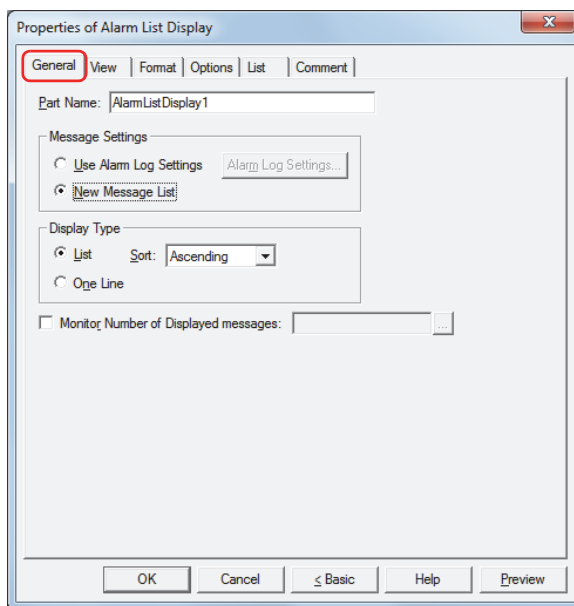 Properties of Alarm List Display
X
General View Format Options List Comment
Part Name: AlarmListDisplay1
Message Settings
Use Alarm Log Settings Alarm Log Settings...
New Message List
Display Type
List Sort: Ascending
One Line
Monitor Number of Displayed messages: ...
OK Cancel < Basic Help Preview